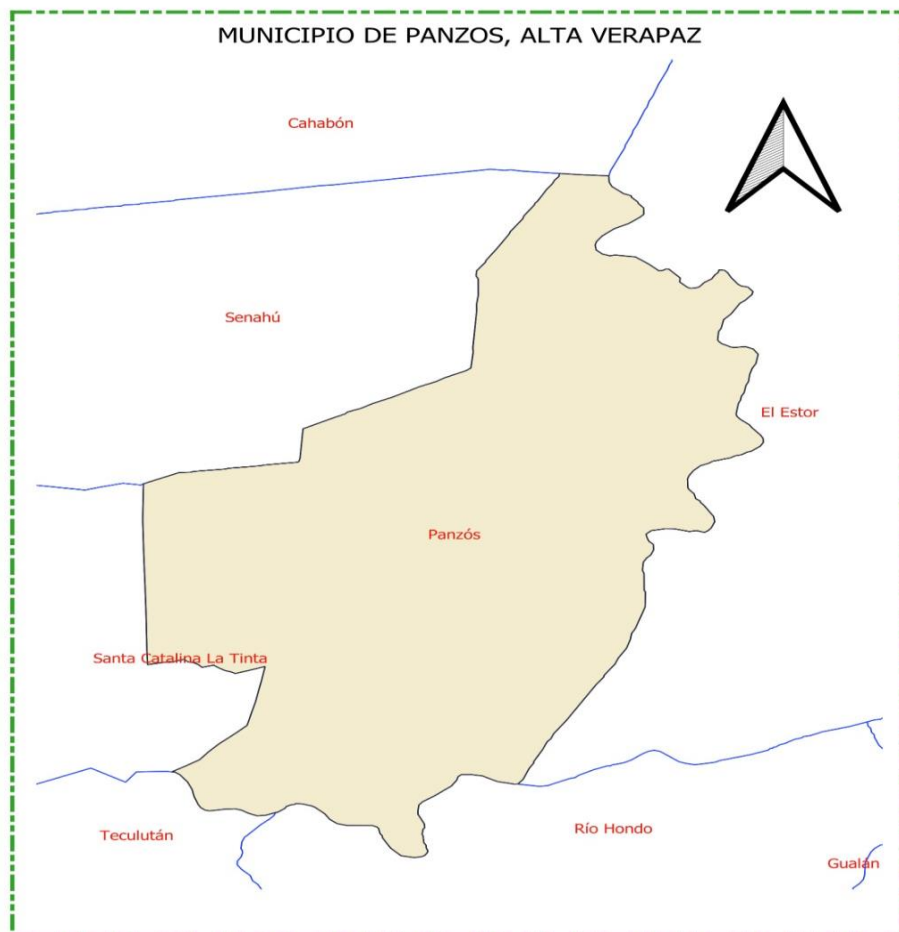 MUNICIPIO DE PANZOS, ALTA VERAPAZ
Cahabón
Senahú
El Estor
Panzós
Santa Catalina La Tinta
Río Hondo
Teculután
Gualán